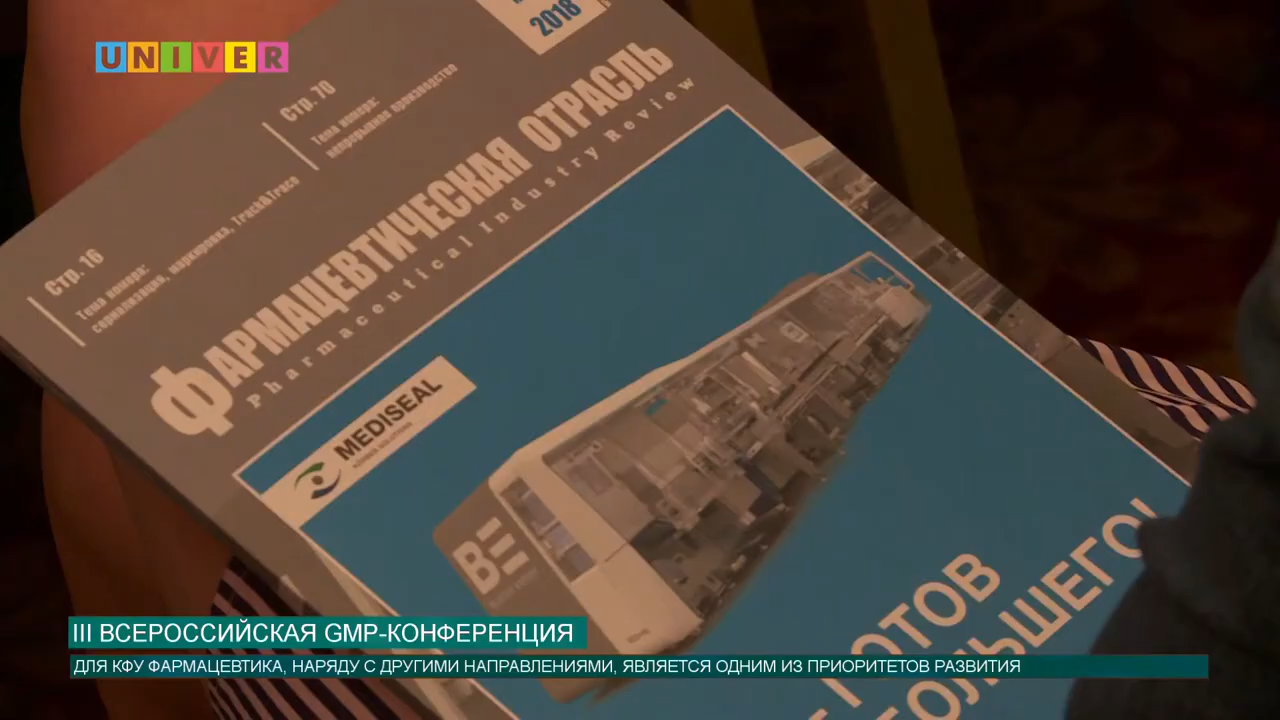 UNIVER
2018
Стр. 70
Тема номера:
непрерывное производство
Стр. 16
Тема номера:
сериализация, маркировка, Track&Trace
ФАРМАЦЕВТИЧЕСКАЯ ОТРАСЛЬ
Pharmaceutical Industry Review
MEDISEAL
BE
ГОТОВ
БОЛЬШЕГО!
III ВСЕРОССИЙСКАЯ GMP-КОНФЕРЕНЦИЯ
ДЛЯ КФУ ФАРМАЦЕВТИКА, НАРЯДУ С ДРУГИМИ НАПРАВЛЕНИЯМИ, ЯВЛЯЕТСЯ ОДНИМ ИЗ ПРИОРИТЕТОВ РАЗВИТИЯ